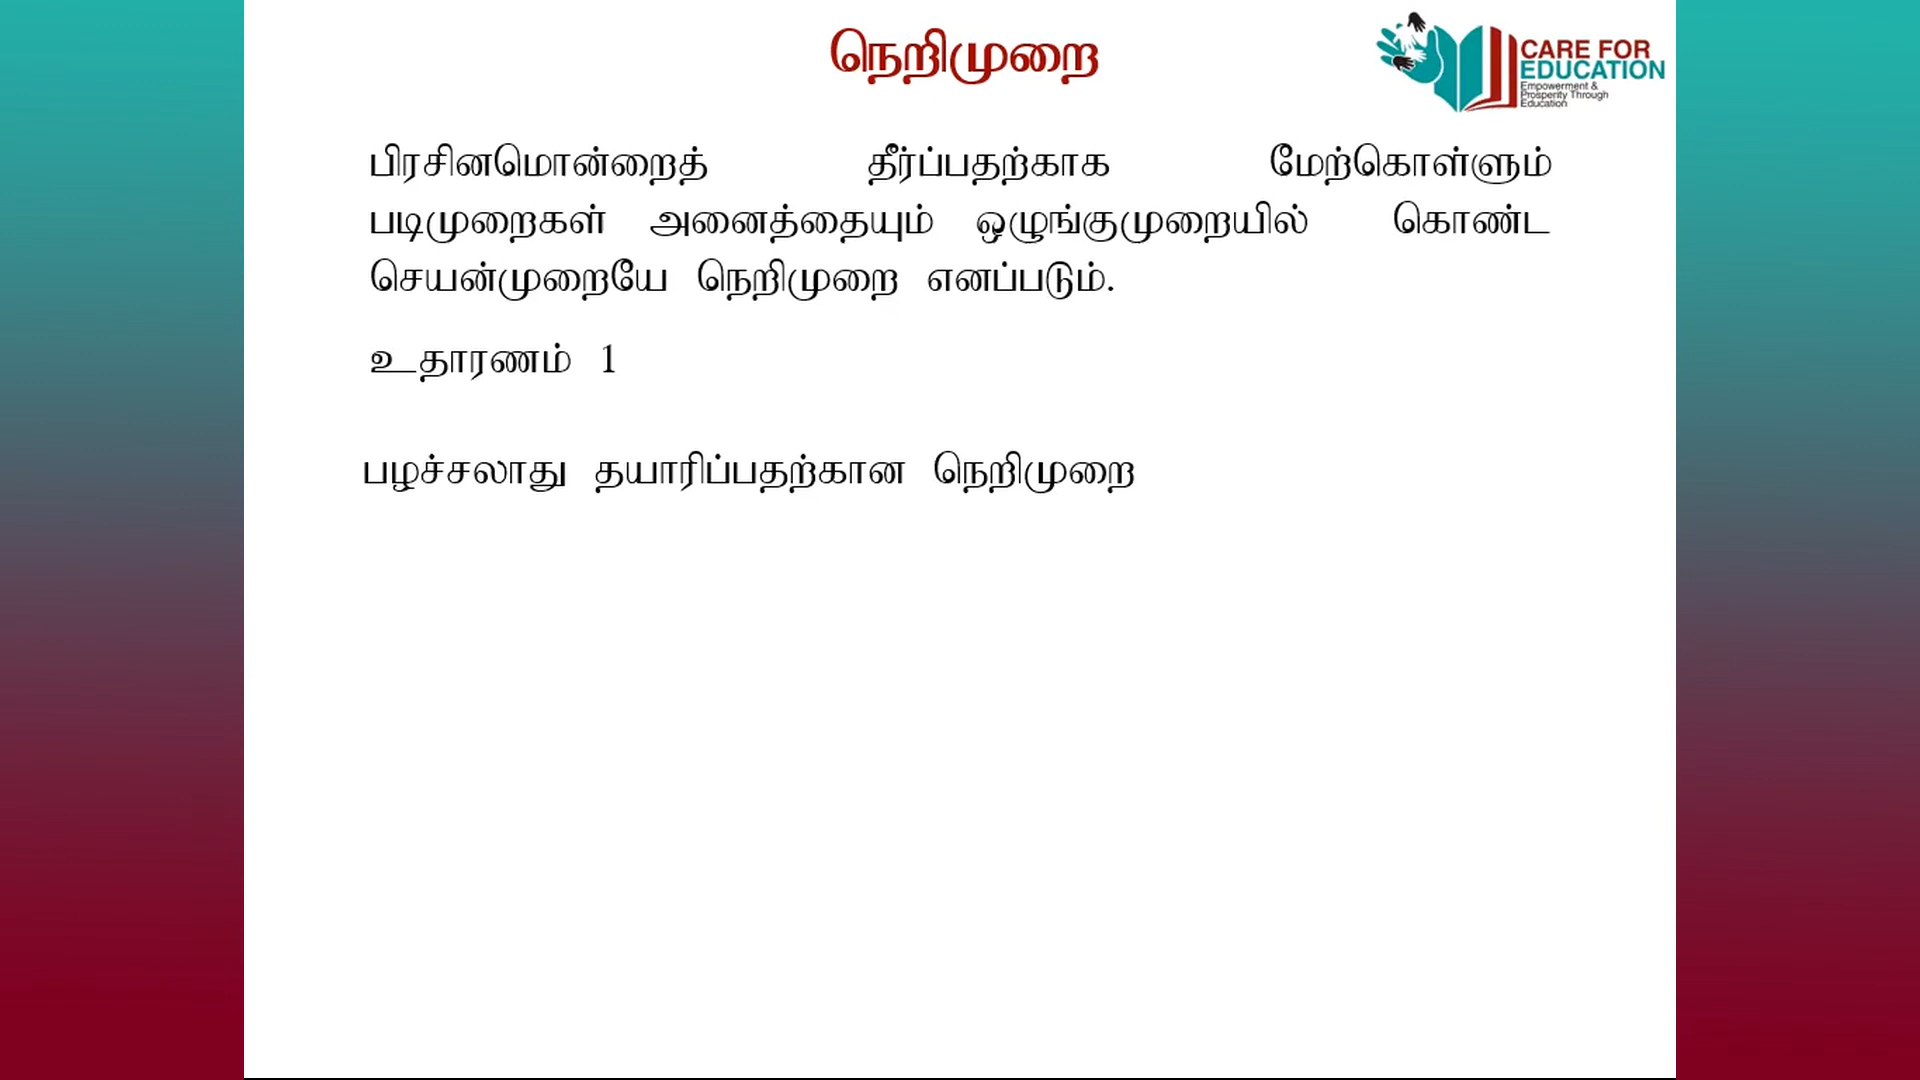 நெறிமுறை
CARE FOR
EDUCATION
Empowerment &
Prosperity Through
Education
பிரசினமொன்றைத் தீர்ப்பதற்காக மேற்கொள்ளும்
படிமுறைகள் அனைத்தையும் ஒழுங்குமுறையில் கொண்ட
செயன்முறையே நெறிமுறை எனப்படும்.
உதாரணம் 1
பழச்சலாது தயாரிப்பதற்கான நெறிமுறை